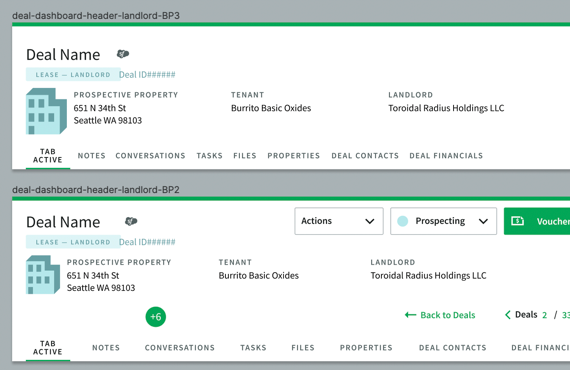 deal-dashboard-header-landlord-BP3
Deal Name
LEASE — LANDLORD Deal ID######
PROSPECTIVE PROPERTY TENANT LANDLORD
651 N 34th St Burrito Basic Oxides Toroidal Radius Holdings LLC
Seattle WA 98103
TAB ACTIVE NOTES CONVERSATIONS TASKS FILES PROPERTIES DEAL CONTACTS DEAL FINANCIALS
deal-dashboard-header-landlord-BP2
Deal Name Actions Prospecting Voucher
LEASE — LANDLORD Deal ID######
PROSPECTIVE PROPERTY TENANT LANDLORD
651 N 34th St Burrito Basic Oxides Toroidal Radius Holdings LLC
Seattle WA 98103
+6 Back to Deals Deals 2 / 33
TAB ACTIVE NOTES CONVERSATIONS TASKS FILES PROPERTIES DEAL CONTACTS DEAL FINANCI